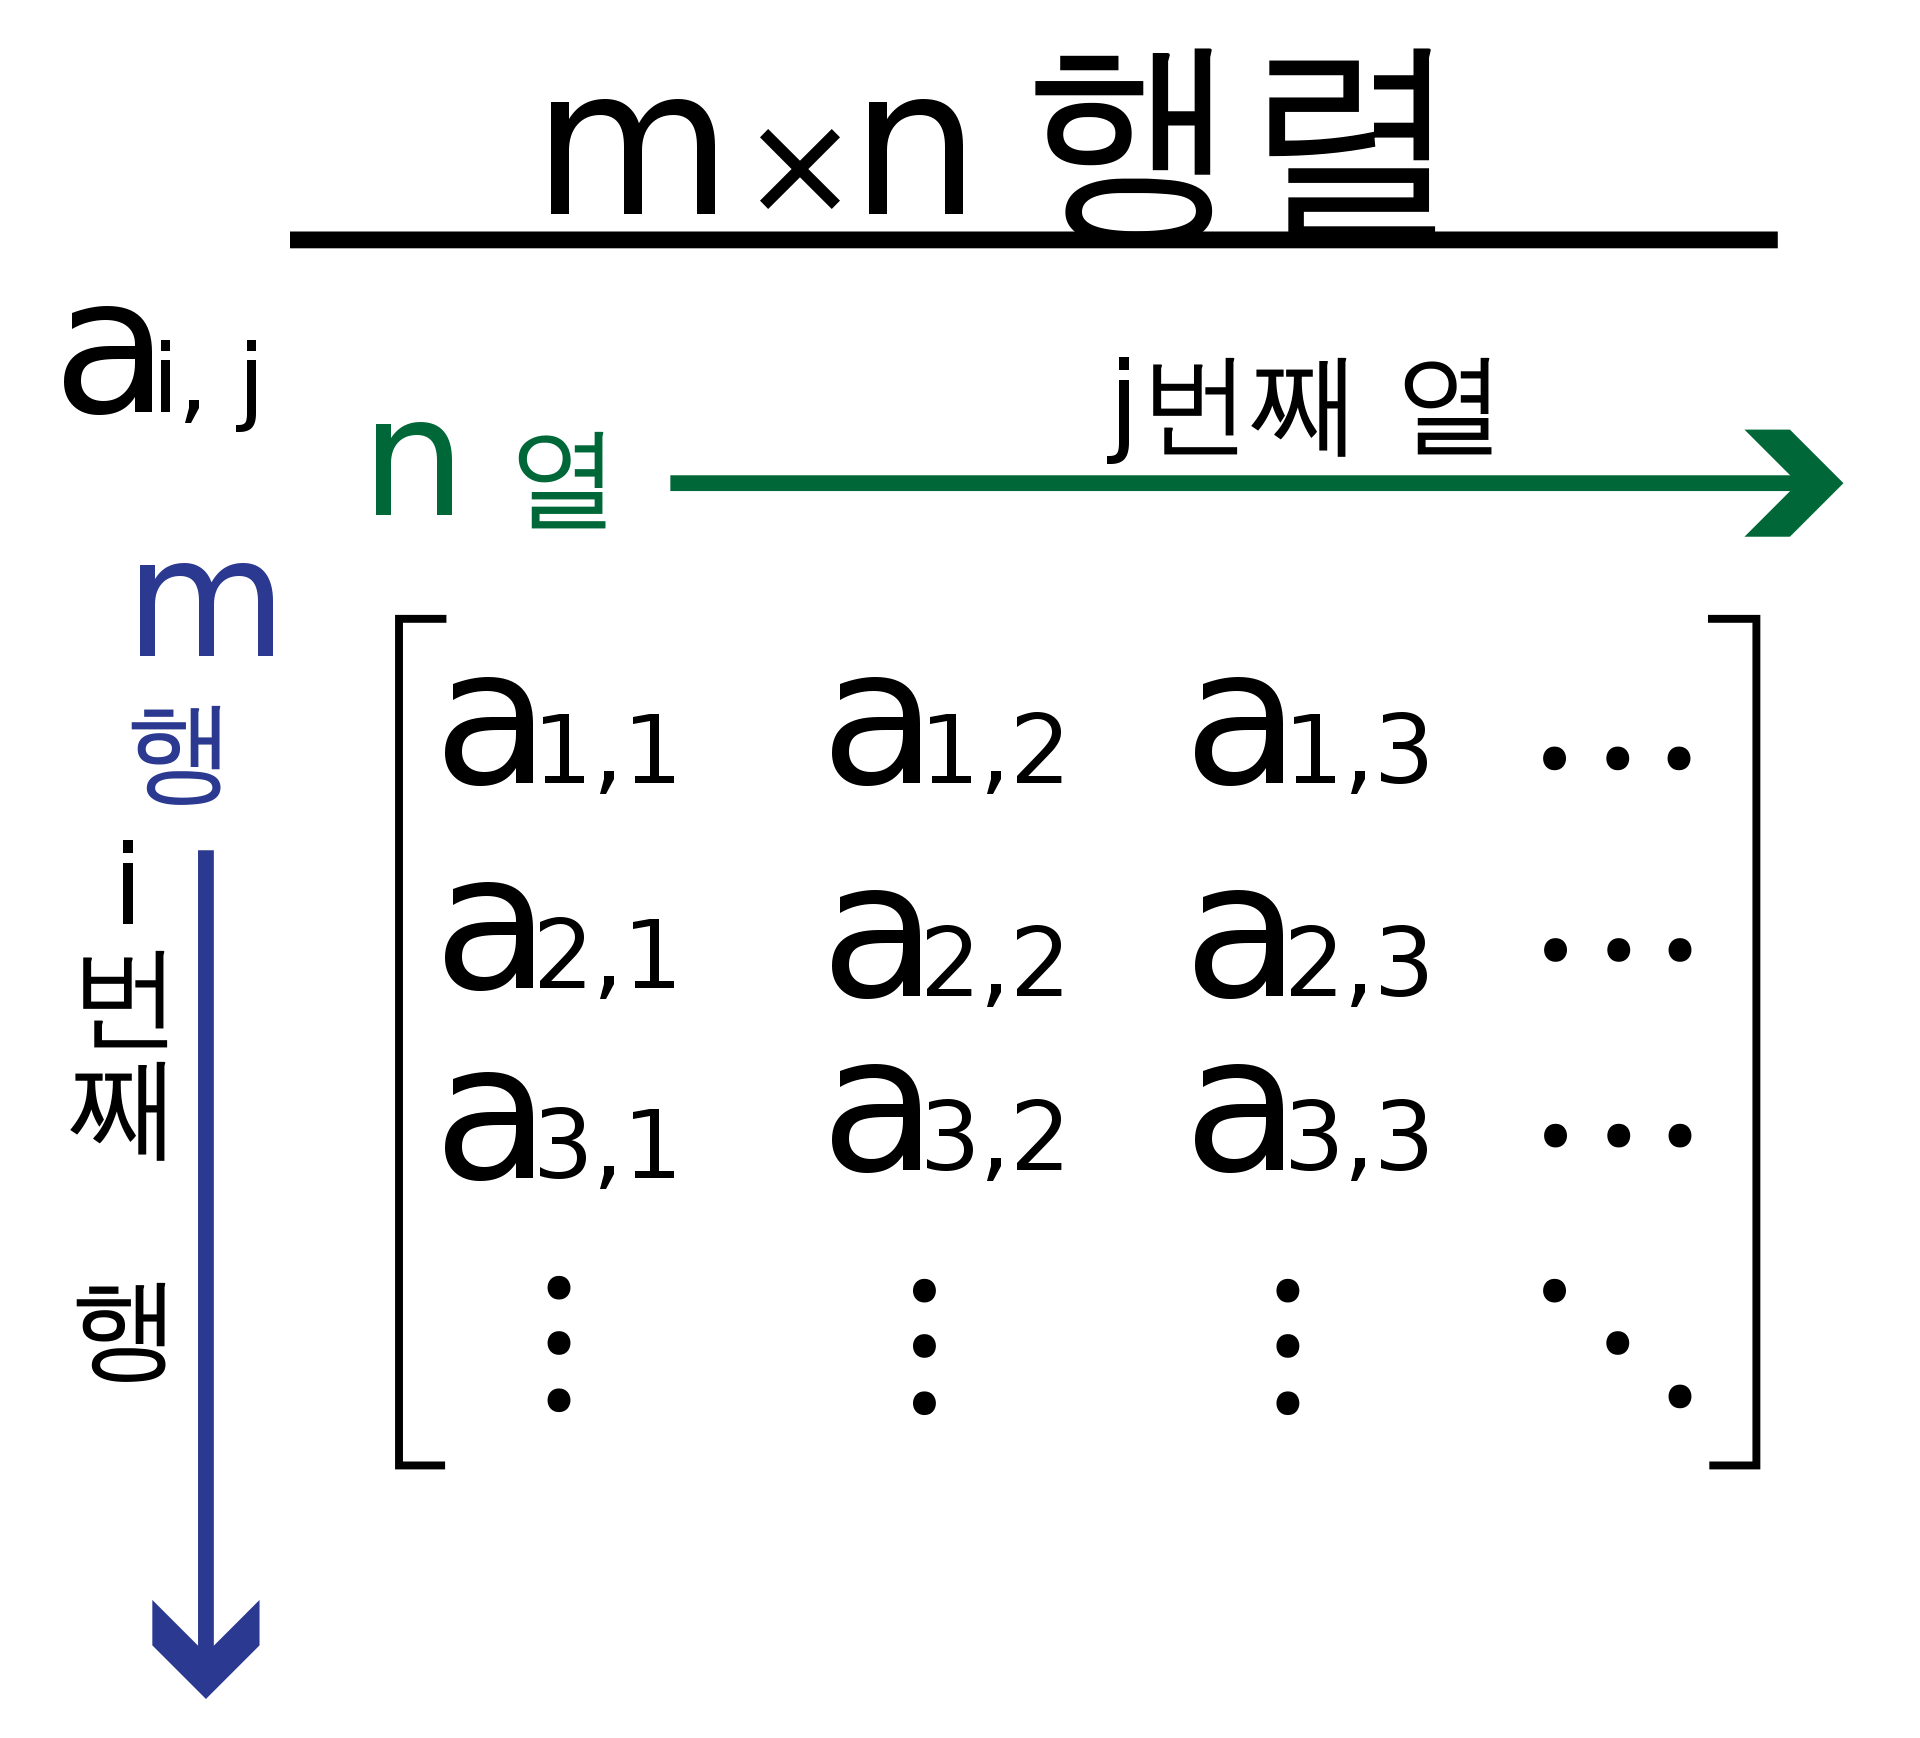 m×n 행렬
a i, j
j번째 열
n 열
m
행
i번째 행
a1,1 a1,2 a1,3 ...
a2,1 a2,2 a2,3 ...
a3,1 a3,2 a3,3 ...
⋮ ⋮ ⋮ ⋱